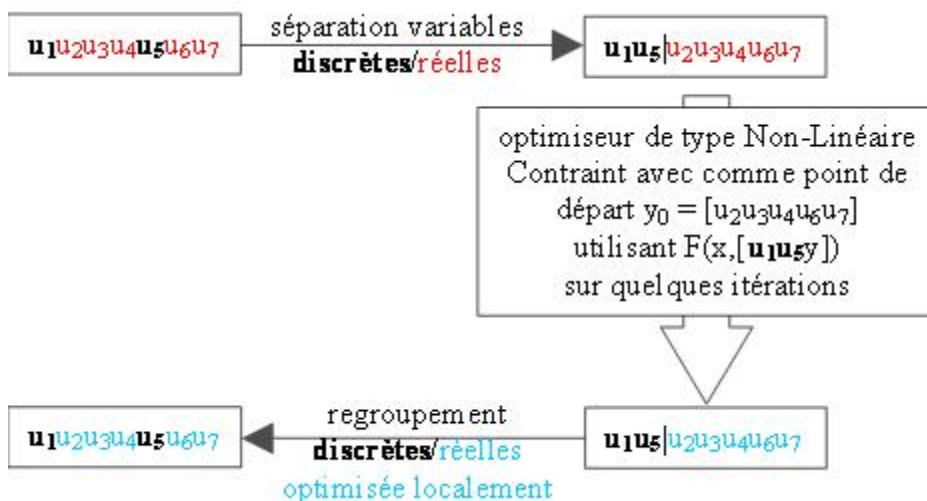 u₁u₂u₃u₄u₅u₆u₇
séparation variables
discrètes/réelles
u₁u₅|u₂u₃u₄u₆u₇
optimiseur de type Non-Linéaire
Contraint avec comme point de
départ y₀ = [u₂u₃u₄u₆u₇]
utilisant F(x,[u₁u₅y])
sur quelques itérations
u₁u₂u₃u₄u₅u₆u₇
regroupement
discrètes/rèelles
optimisée localement
u₁u₅|u₂u₃u₄u₆u₇